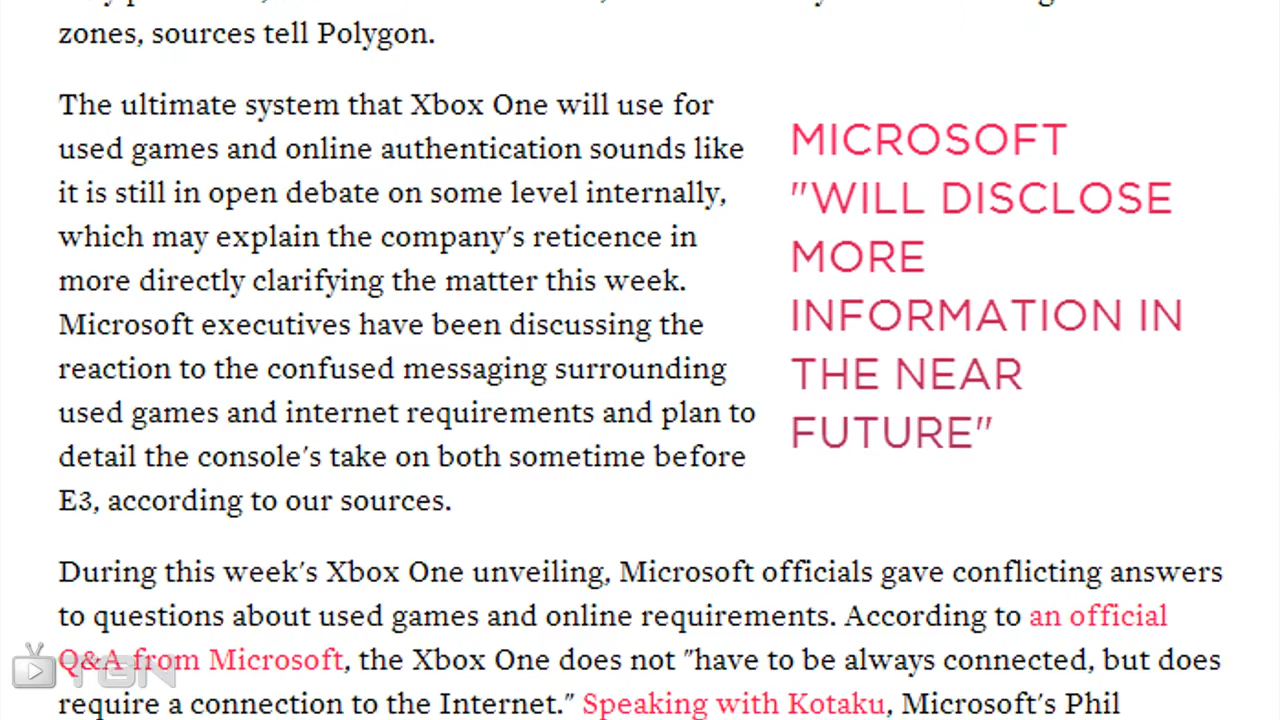 zones, sources tell Polygon.
The ultimate system that Xbox One will use for
used games and online authentication sounds like
it is still in open debate on some level internally,
which may explain the company's reticence in
more directly clarifying the matter this week.
Microsoft executives have been discussing the
reaction to the confused messaging surrounding
used games and internet requirements and plan to
detail the console's take on both sometime before
E3, according to our sources.
MICROSOFT
"WILL DISCLOSE
MORE
INFORMATION IN
THE NEAR
FUTURE"
During this week's Xbox One unveiling, Microsoft officials gave conflicting answers
to questions about used games and online requirements. According to an official
Q&A from Microsoft, the Xbox One does not "have to be always connected, but does
require a connection to the Internet." Speaking with Kotaku, Microsoft's Phil
TGN